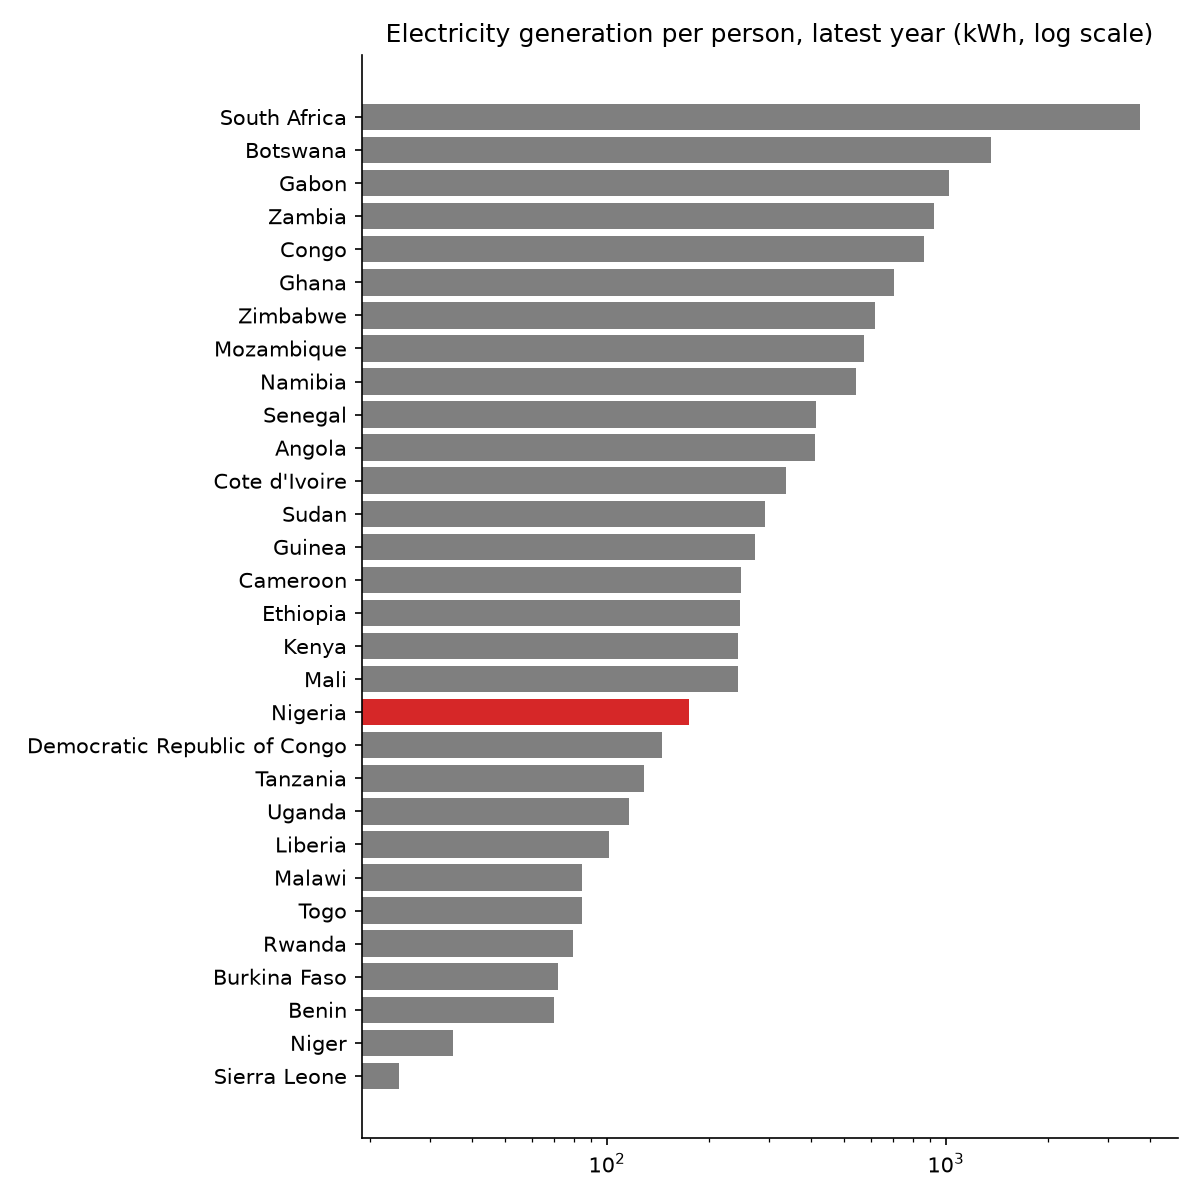 Electricity generation per person, latest year (kWh, log scale)
South Africa
Botswana
Gabon
Zambia
Congo
Ghana
Zimbabwe
Mozambique
Namibia
Senegal
Angola
Cote d'Ivoire
Sudan
Guinea
Cameroon
Ethiopia
Kenya
Mali
Nigeria
Democratic Republic of Congo
Tanzania
Uganda
Liberia
Malawi
Togo
Rwanda
Burkina Faso
Benin
Niger
Sierra Leone
10² 10³